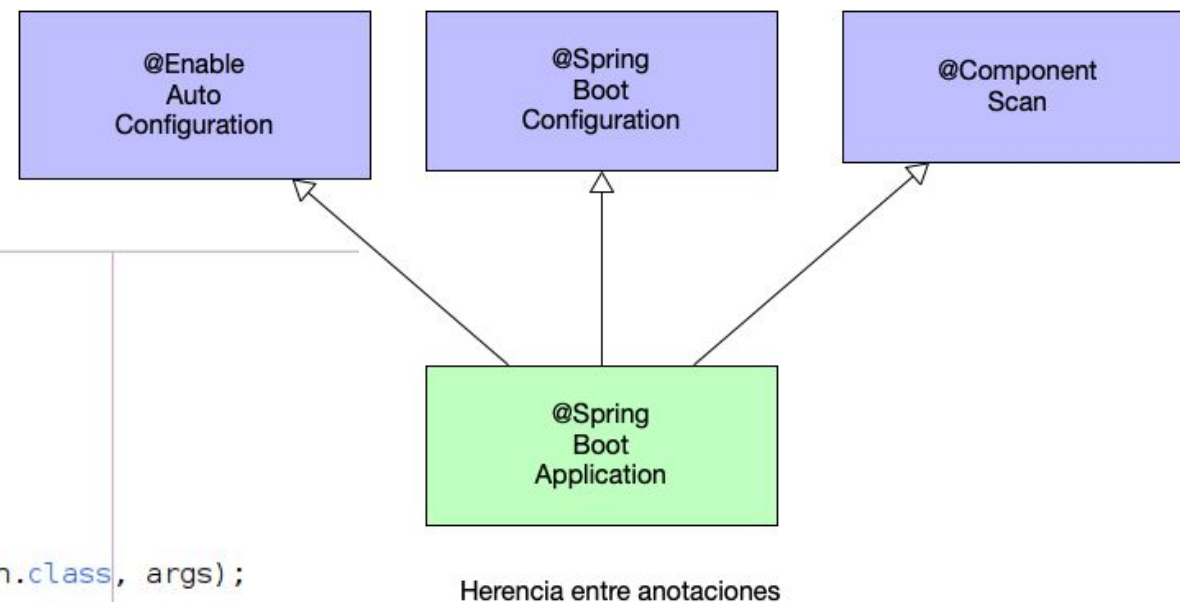 @Enable
Auto
Configuration
@Spring
Boot
Configuration
@Component
Scan
@Spring
Boot
Application
n.class, args);
Herencia entre anotaciones